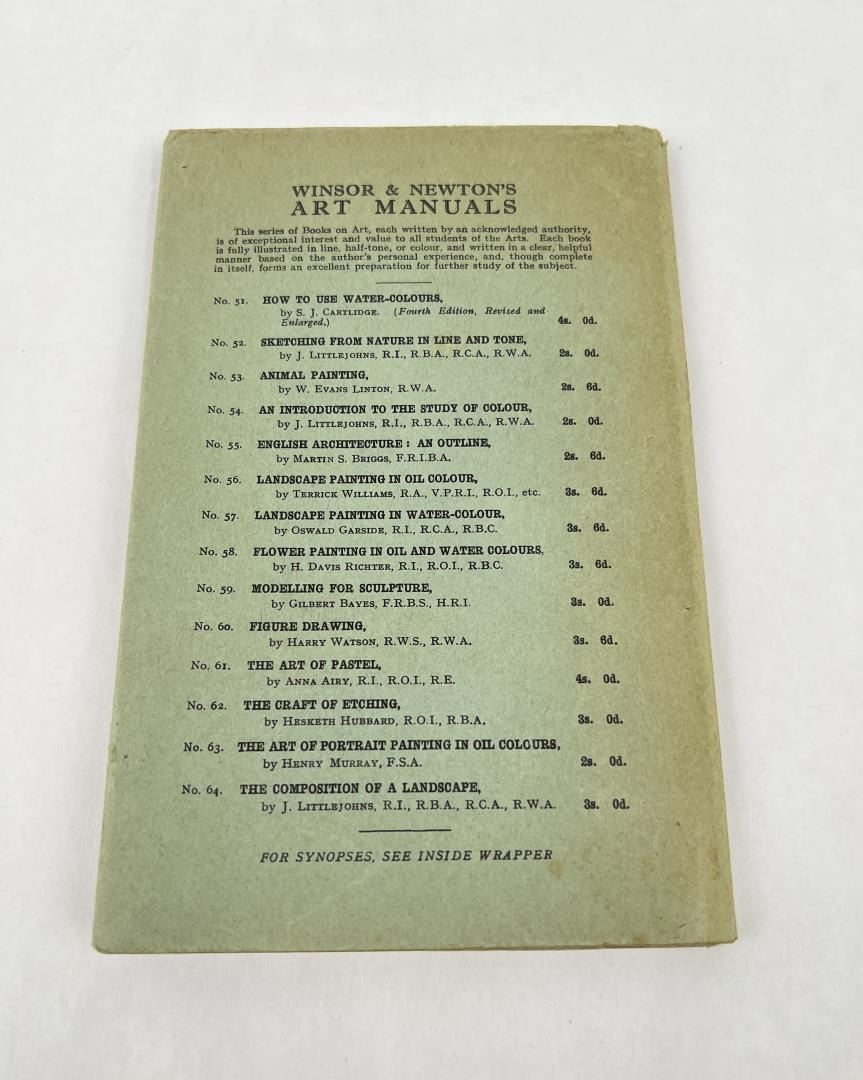 WINSOR & NEWTON'S
ART MANUALS
This series of Books on Art, each written by an acknowledged authority,
is of exceptional interest and value to all students of the Arts. Each book
is fully illustrated in line, half-tone, or colour, and written in a clear, helpful
manner based on the author's personal experience, and, though complete
in itself, forms an excellent preparation for further study of the subject.
No. 51. HOW TO USE WATER-COLOURS,
by S. J. CARTLIDGE. (Fourth Edition, Revised and
Enlarged.) 4s. 0d.
No. 52. SKETCHING FROM NATURE IN LINE AND TONE,
by J. LITTLEJOHNS, R.I., R.B.A., R.C.A., R.W.A. 2s. 0d.
No. 53. ANIMAL PAINTING,
by W. EVANS LINTON, R.W.A. 2s. 6d.
No. 54. AN INTRODUCTION TO THE STUDY OF COLOUR,
by J. LITTLEJOHNS, R.I., R.B.A., R.C.A., R.W.A. 2s. 0d.
No. 55. ENGLISH ARCHITECTURE : AN OUTLINE,
by MARTIN S. BRIGGS, F.R.I.B.A. 2s. 6d.
No. 56. LANDSCAPE PAINTING IN OIL COLOUR,
by TERRICK WILLIAMS, R.A., V.P.R.I., R.O.I., etc. 3s. 6d.
No. 57. LANDSCAPE PAINTING IN WATER-COLOUR,
by OSWALD GARSIDE, R.I., R.C.A., R.B.C. 3s. 6d.
No. 58. FLOWER PAINTING IN OIL AND WATER COLOURS,
by H. DAVIS RICHTER, R.I., R.O.I., R.B.C. 3s. 6d.
No. 59. MODELLING FOR SCULPTURE,
by GILBERT BAYES, F.R.B.S., H.R.I. 3s. 0d.
No. 60. FIGURE DRAWING,
by HARRY WATSON, R.W.S., R.W.A. 3s. 6d.
No. 61. THE ART OF PASTEL,
by ANNA AIRY, R.I., R.O.I., R.E. 4s. 0d.
No. 62. THE CRAFT OF ETCHING,
by HESKETH HUBBARD, R.O.I., R.B.A. 3s. 0d.
No. 63. THE ART OF PORTRAIT PAINTING IN OIL COLOURS,
by HENRY MURRAY, F.S.A. 2s. 0d.
No. 64. THE COMPOSITION OF A LANDSCAPE,
by J. LITTLEJOHNS, R.I., R.B.A., R.C.A., R.W.A. 3s. 0d.
FOR SYNOPSES, SEE INSIDE WRAPPER